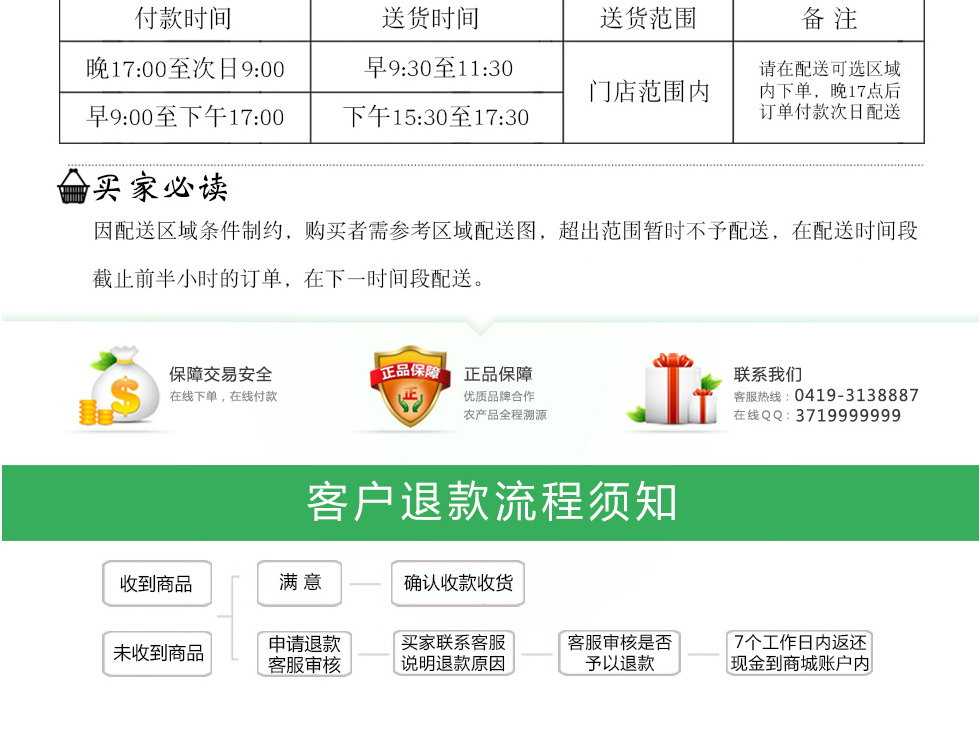 付款时间 送货时间 送货范围 备 注
晚17:00至次日9:00 早9:30至11:30 门店范围内 请在配送可选区域
内下单，晚17点后
订单付款次日配送
早9:00至下午17:00 下午15:30至17:30
买家必读
因配送区域条件制约，购买者需参考区域配送图，超出范围暂时不予配送，在配送时间段
截止前半小时的订单，在下一时间段配送。
保障交易安全
在线下单，在线付款
正品保障
正
正品保障
优质品牌合作
农产品全程溯源
联系我们
客服热线：0419-3138887
在线QQ：3719999999
客户退款流程须知
收到商品 满 意 确认收款收货
未收到商品 申请退款
客服审核
买家联系客服
说明退款原因
客服审核是否
予以退款
7个工作日内返还
现金到商城账户内